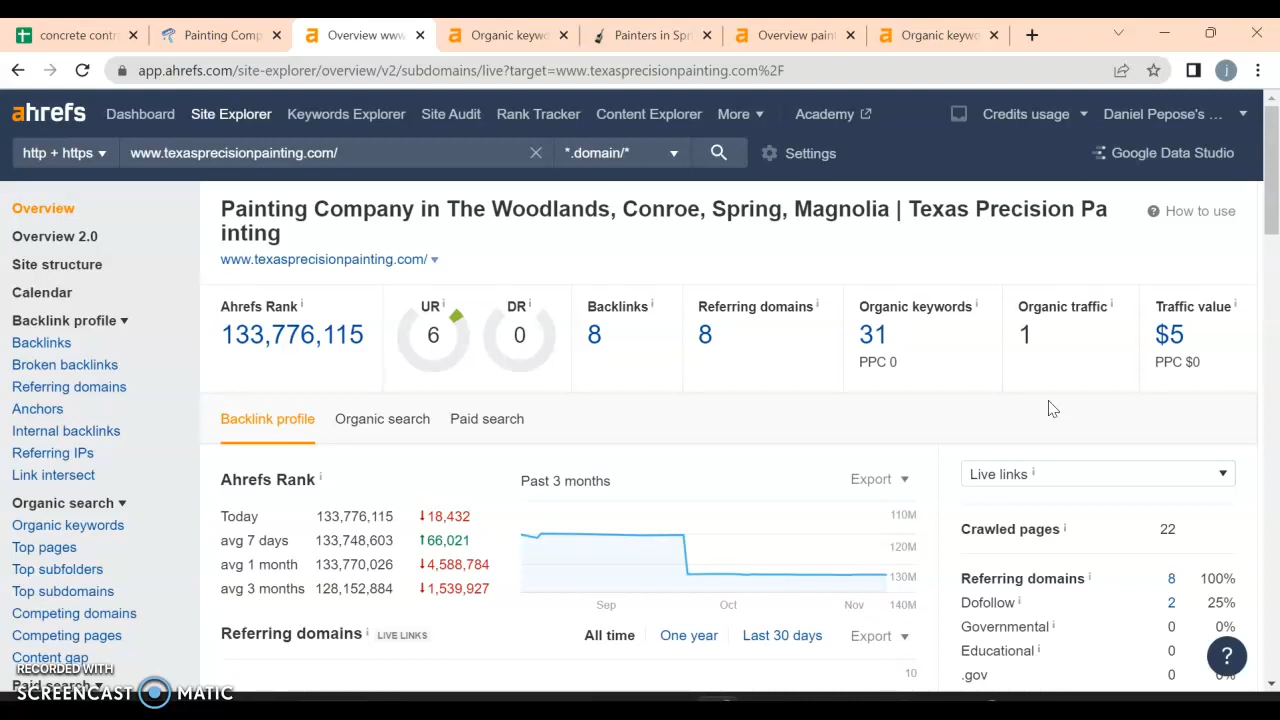 concrete contr
Painting Comp
Overview www
Organic keywo
Painters in Spri
Overview paint
Organic keywo
app.ahrefs.com/site-explorer/overview/v2/subdomains/live?target=www.texasprecisionpainting.com%2F
j
ahrefs
Dashboard
Site Explorer
Keywords Explorer
Site Audit
Rank Tracker
Content Explorer
More
Academy
Credits usage
Daniel Pepose's ...
http + https
www.texasprecisionpainting.com/
*.domain/*
Settings
Google Data Studio
Overview
Overview 2.0
Site structure
Calendar
Backlink profile
Backlinks
Broken backlinks
Referring domains
Anchors
Internal backlinks
Referring IPs
Link intersect
Organic search
Organic keywords
Top pages
Top subfolders
Top subdomains
Competing domains
Competing pages
Content gap
Paid search
Painting Company in The Woodlands, Conroe, Spring, Magnolia | Texas Precision Pa
inting
How to use
www.texasprecisionpainting.com/
Ahrefs Rank
133,776,115
UR
6
DR
0
Backlinks
8
Referring domains
8
Organic keywords
31
PPC 0
Organic traffic
1
Traffic value
$5
PPC $0
Backlink profile
Organic search
Paid search
Ahrefs Rank
Past 3 months
Export
Today 133,776,115 ↓18,432
avg 7 days 133,748,603 ↑66,021
avg 1 month 133,770,026 ↓4,588,784
avg 3 months 128,152,884 ↓1,539,927
110M
120M
130M
140M
Sep
Oct
Nov
Referring domains LIVE LINKS
All time
One year
Last 30 days
Export
10
Live links
Crawled pages 22
Referring domains 8 100%
Dofollow 2 25%
Governmental 0 0%
Educational 0
.gov 0 0%
?
RECORDED WITH
SCREENCAST MATIC